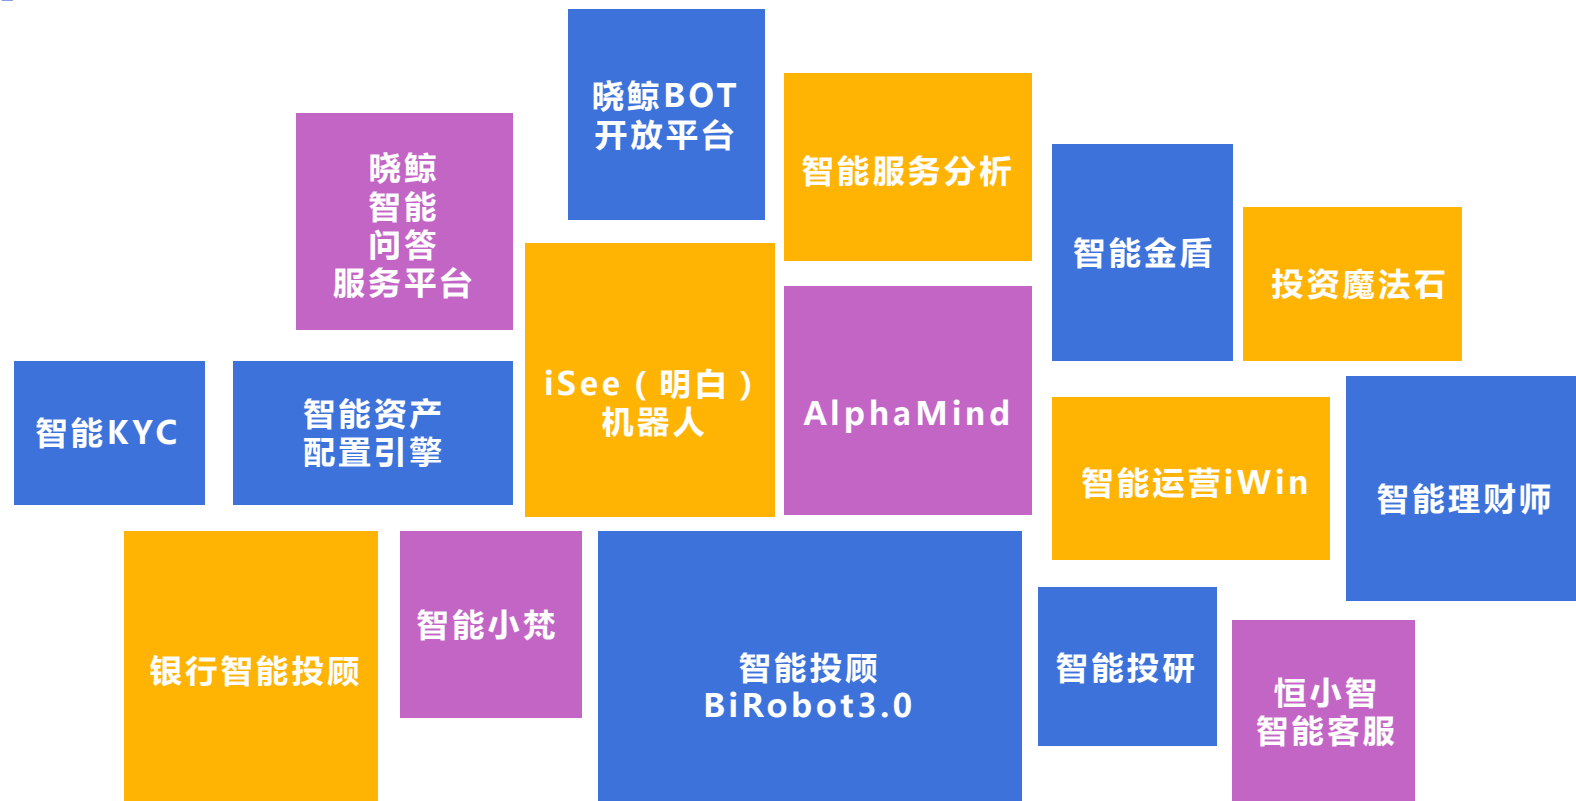 晓鲸BOT
开放平台
智能服务分析
晓鲸
智能
问答
服务平台
智能金盾
投资魔法石
iSee（明白）
机器人
AlphaMind
智能KYC
智能资产
配置引擎
智能运营iWin
智能理财师
银行智能投顾
智能小梵
智能投顾
BiRobot3.0
智能投研
恒小智
智能客服